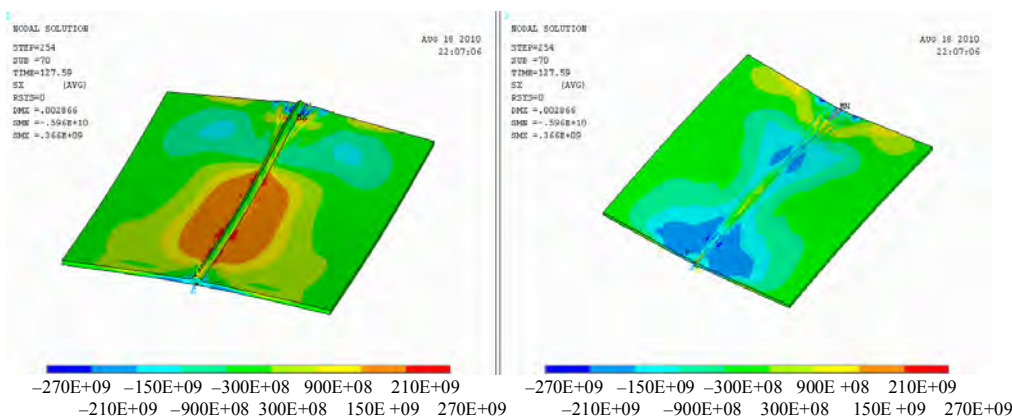 NODAL SOLUTION
STEP=254
SUB =70
TIME=127.59
SX (AVG)
RSYS=0
DMX =.002866
SMN =-.596E+10
SMX =.366E+09
AUG 18 2010
22:07:06
−270E+09 −150E+09 −300E+08 900E+08 210E+09
−210E+09 −900E+08 300E+08 150E +09 270E+09
NODAL SOLUTION
STEP=254
SUB =70
TIME=127.59
SX (AVG)
RSYS=0
DMX =.002866
SMN =-.596E+10
SMX =.366E+09
AUG 18 2010
22:07:06
MN
−270E+09 −150E+09 −300E+08 900E +08 210E+09
−210E+09 −900E+08 300E+08 150E +09 270E+09